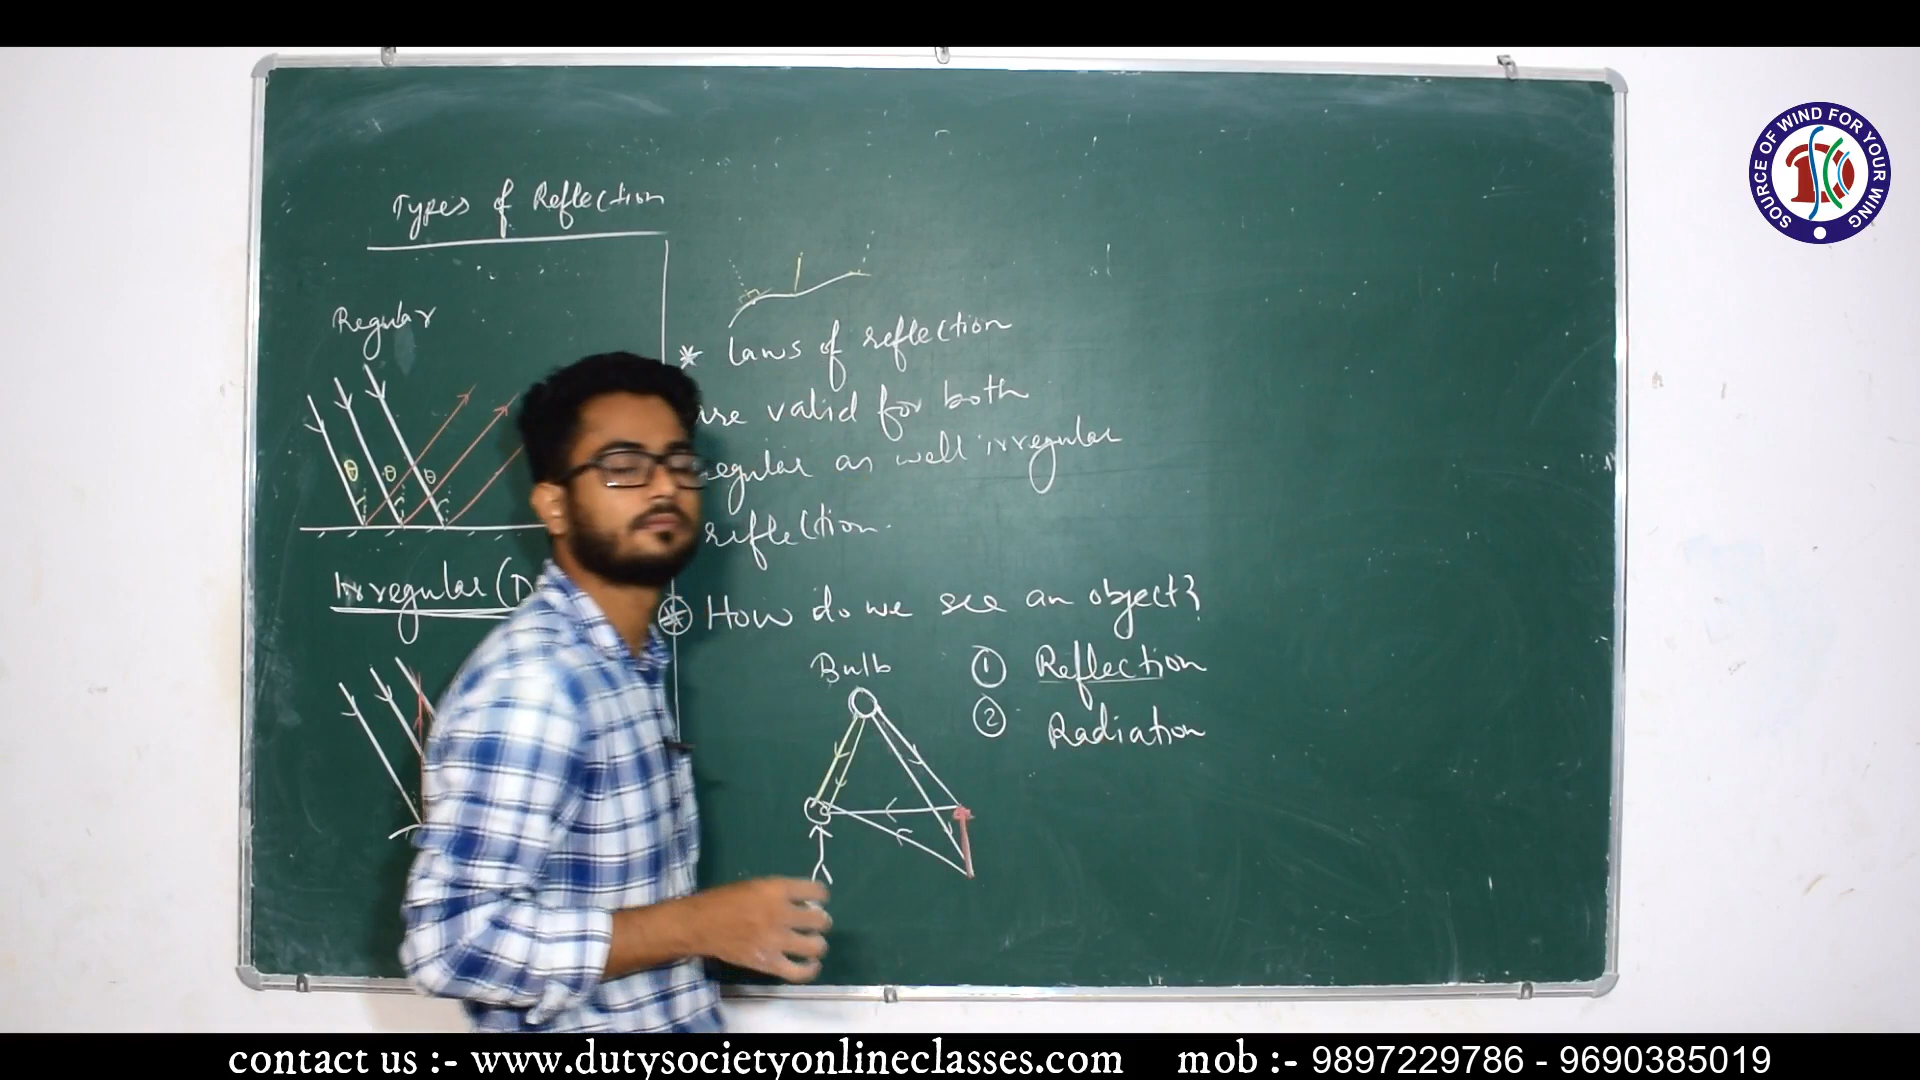 SOURCE OF WIND FOR YOUR WING
Types of Reflection
Regular
θ θ θ
Irregular (D
* Laws of reflection
valid for both
as well irregular
reflection.
* How do we see an object?
Bulb
① Reflection
② Radiation
contact us :- www.dutysocietyonlineclasses.com mob :- 9897229786 - 9690385019